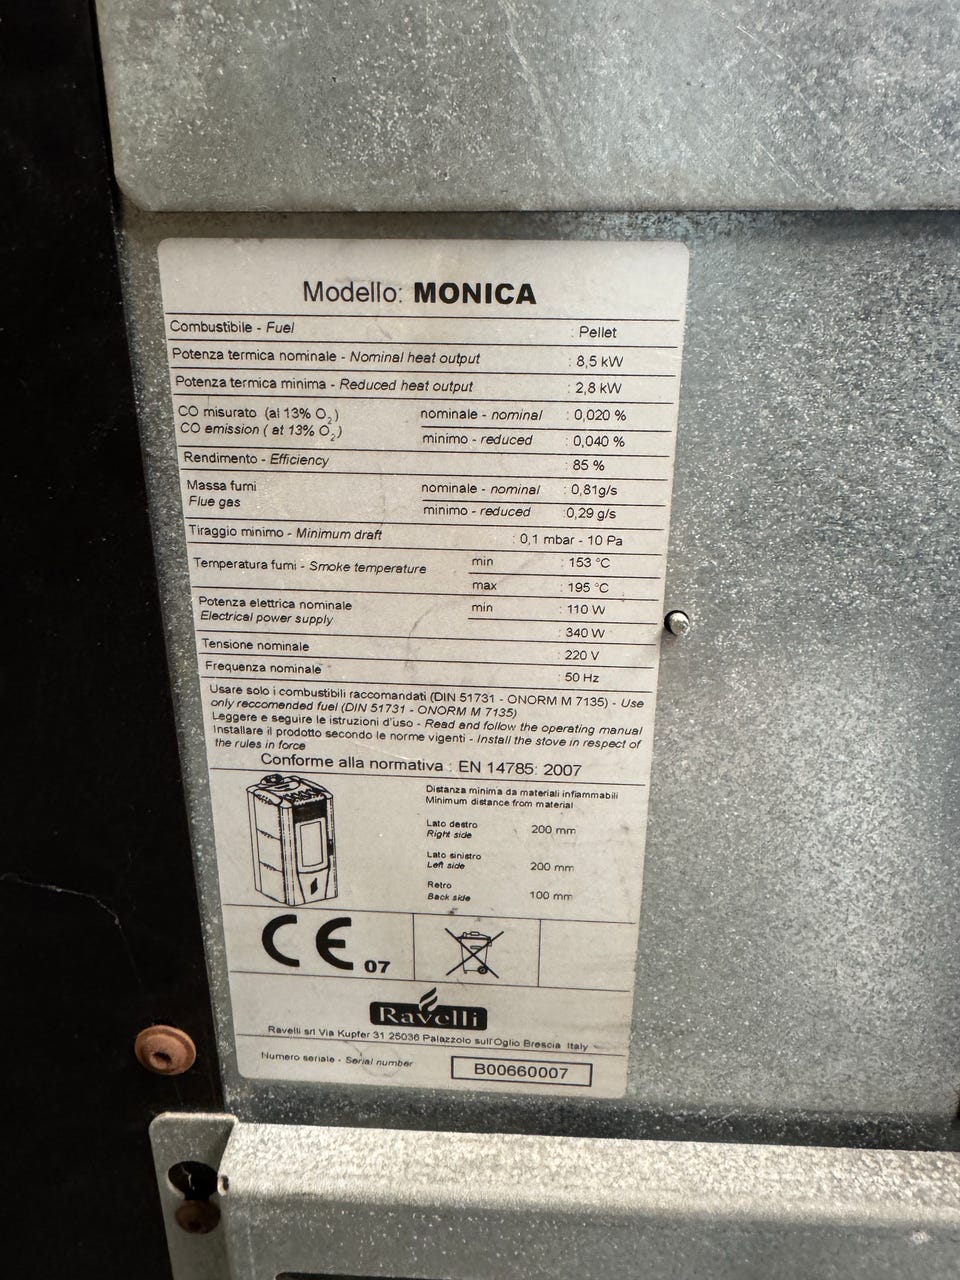 Modello: MONICA
Combustibile - Fuel : Pellet
Potenza termica nominale - Nominal heat output : 8,5 kW
Potenza termica minima - Reduced heat output : 2,8 kW
CO misurato (al 13% O2) nominale - nominal : 0,020 %
CO emission ( at 13% O2) minimo - reduced : 0,040 %
Rendimento - Efficiency : 85 %
Massa fumi nominale - nominal : 0,81g/s
Flue gas minimo - reduced :0,29 g/s
Tiraggio minimo - Minimum draft : 0,1 mbar - 10 Pa
Temperatura fumi - Smoke temperature min : 153 °C
max : 195 °C
Potenza elettrica nominale min : 110 W
Electrical power supply : 340 W
Tensione nominale : 220 V
Frequenza nominale : 50 Hz
Usare solo i combustibili raccomandati (DIN 51731 - ONORM M 7135) - Use
only reccomended fuel (DIN 51731 - ONORM M 7135)
Leggere e seguire le istruzioni d'uso - Read and follow the operating manual
Installare il prodotto secondo le norme vigenti - Install the stove in respect of
the rules in force
Conforme alla normativa : EN 14785: 2007
Distanza minima da materiali infiammabili
Minimum distance from material
Lato destro
Right side 200 mm
Lato sinistro
Left side 200 mm
Retro
Back side 100 mm
CE 07
Ravelli
Ravelli srl Via Kupfer 31 25036 Palazzolo sull'Oglio Brescia Italy
Numero seriale - Serial number B00660007